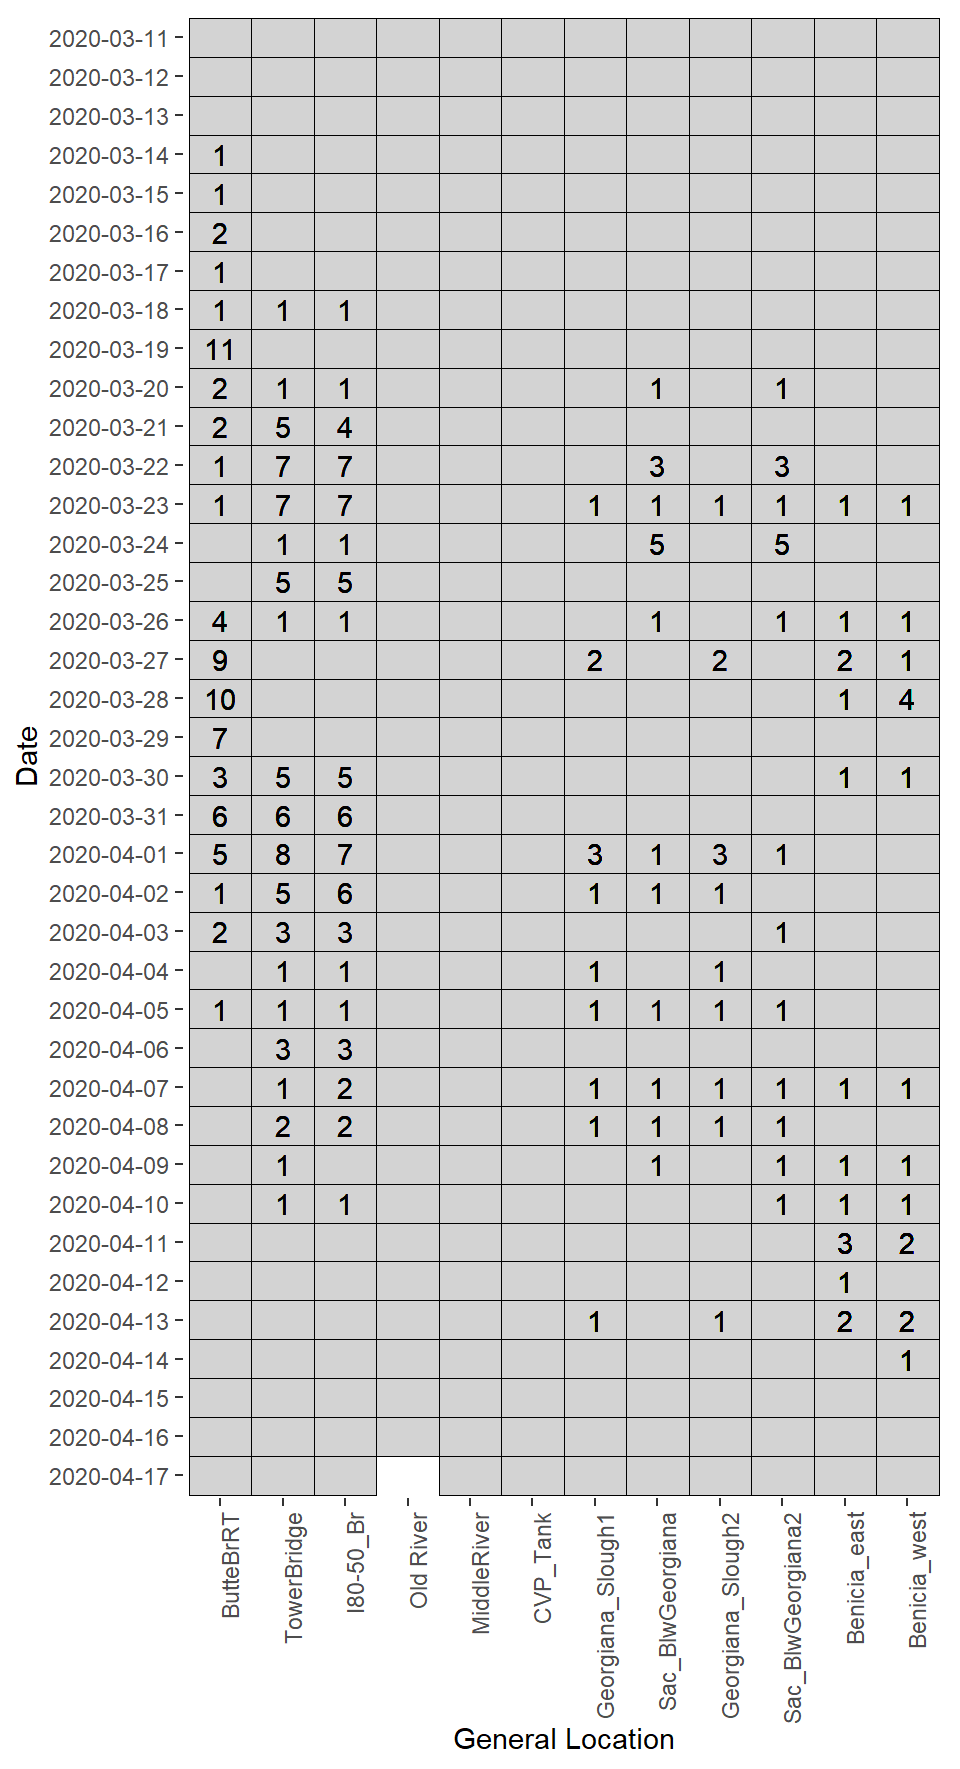 2020-03-11
2020-03-12
2020-03-13
2020-03-14 1
2020-03-15 1
2020-03-16 2
2020-03-17 1
2020-03-18 1 1 1
2020-03-19 11
2020-03-20 2 1 1 1 1
2020-03-21 2 5 4
2020-03-22 1 7 7 3 3
2020-03-23 1 7 7 1 1 1 1 1 1
2020-03-24 1 1 5 5
2020-03-25 5 5
2020-03-26 4 1 1 1 1 1 1
2020-03-27 9 2 2 2 1
2020-03-28 10 1 4
2020-03-29 7
2020-03-30 3 5 5 1 1
2020-03-31 6 6 6
2020-04-01 5 8 7 3 1 3 1
2020-04-02 1 5 6 1 1 1
2020-04-03 2 3 3 1
2020-04-04 1 1 1 1
2020-04-05 1 1 1 1 1 1 1
2020-04-06 3 3
2020-04-07 1 2 1 1 1 1 1 1
2020-04-08 2 2 1 1 1 1
2020-04-09 1 1 1 1 1
2020-04-10 1 1 1 1 1
2020-04-11 3 2
2020-04-12 1
2020-04-13 1 1 2 2
2020-04-14 1
2020-04-15
2020-04-16
2020-04-17
Date
ButteBrRT
TowerBridge
I80-50_Br
Old River
MiddleRiver
CVP_Tank
Georgiana_Slough1
Sac_BlwGeorgiana
Georgiana_Slough2
Sac_BlwGeorgiana2
Benicia_east
Benicia_west
General Location